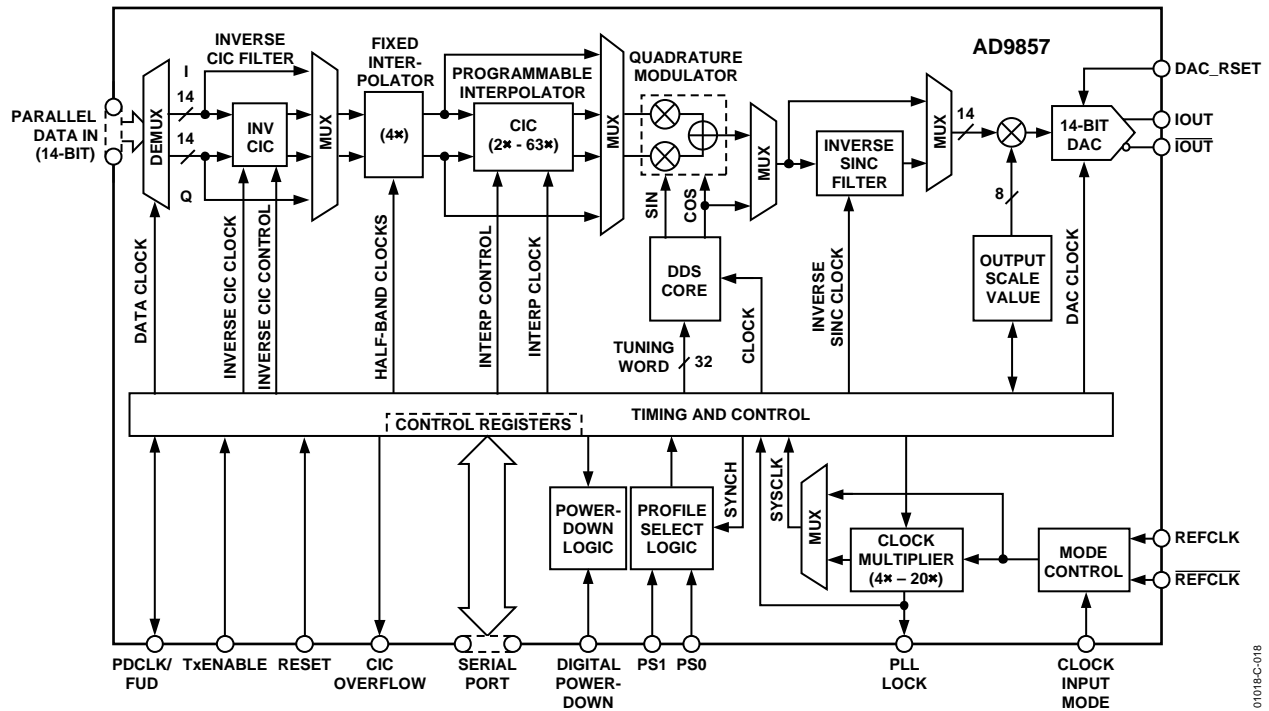 AD9857
INVERSE
CIC FILTER
FIXED
INTER-
POLATOR
PROGRAMMABLE
INTERPOLATOR
QUADRATURE
MODULATOR
PARALLEL
DATA IN
(14-BIT)
DEMUX
I
14
14
Q
INV
CIC
MUX
(4×)
CIC
(2× - 63×)
MUX
SIN
COS
MUX
INVERSE
SINC
FILTER
MUX
14
8
14-BIT
DAC
DAC_RSET
IOUT
IOUT
DATA CLOCK
INVERSE CIC CLOCK
INVERSE CIC CONTROL
HALF-BAND CLOCKS
INTERP CONTROL
INTERP CLOCK
DDS
CORE
TUNING
WORD
32
CLOCK
INVERSE
SINC CLOCK
OUTPUT
SCALE
VALUE
DAC CLOCK
TIMING AND CONTROL
CONTROL REGISTERS
POWER-
DOWN
LOGIC
PROFILE
SELECT
LOGIC
SYNCH
SYSCLK
MUX
CLOCK
MULTIPLIER
(4× – 20×)
MODE
CONTROL
REFCLK
REFCLK
PDCLK/
FUD
TxENABLE
RESET
CIC
OVERFLOW
SERIAL
PORT
DIGITAL
POWER-
DOWN
PS1
PS0
PLL
LOCK
CLOCK
INPUT
MODE
01018-C-018